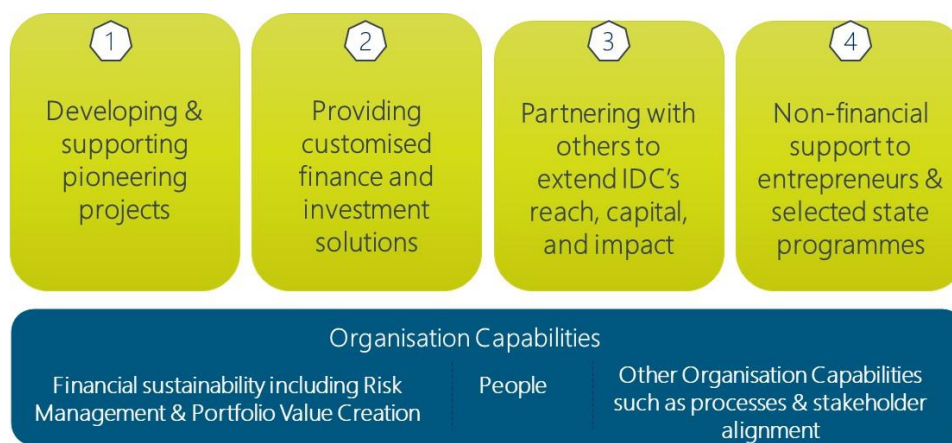 1
Developing &
supporting
pioneering
projects
2
Providing
customised
finance and
investment
solutions
3
Partnering with
others to
extend IDC's
reach, capital,
and impact
4
Non-financial
support to
entrepreneurs &
selected state
programmes
Organisation Capabilities
Financial sustainability including Risk
Management & Portfolio Value Creation
People
Other Organisation Capabilities
such as processes & stakeholder
alignment